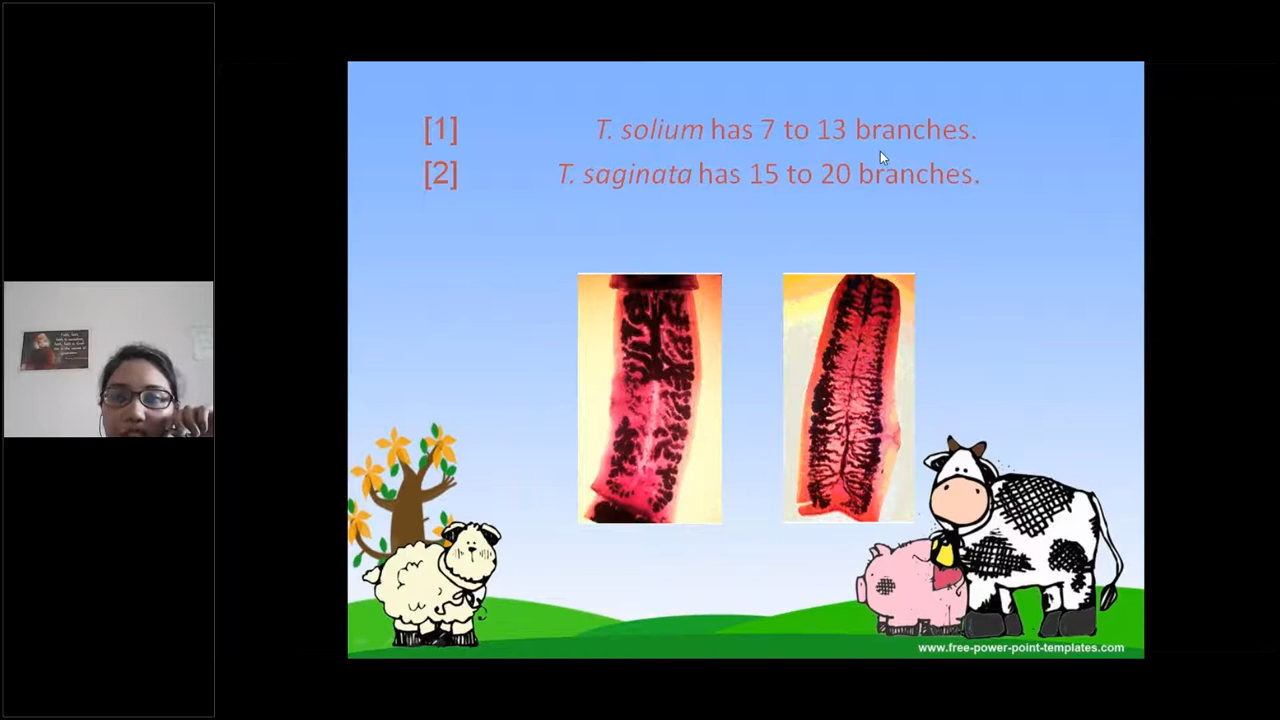 [1] T. solium has 7 to 13 branches.
[2] T. saginata has 15 to 20 branches.
www.free-power-point-templates.com